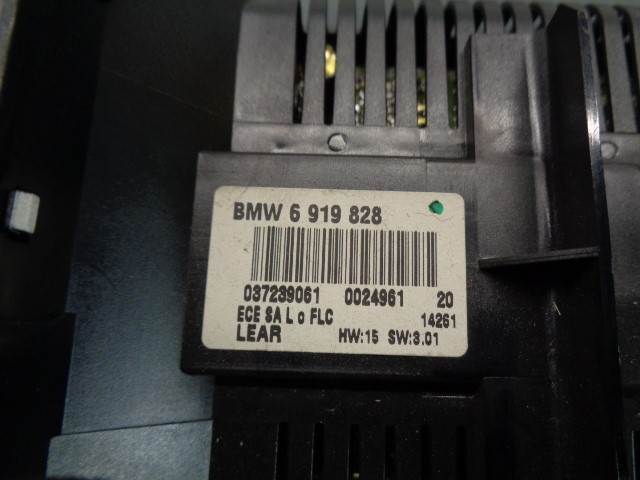 BMW 6 919 828
037239061 0024961 20
ECE SA L o FLC 14261
LEAR HW:15 SW:3.01